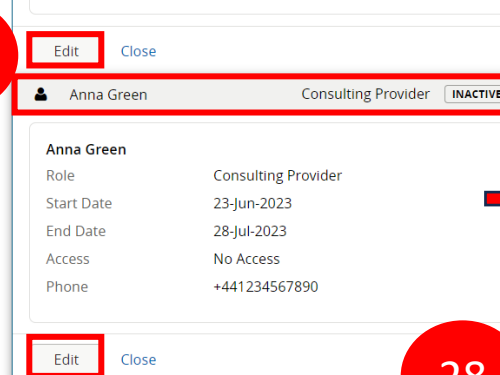 Edit Close
Anna Green Consulting Provider INACTIVE
Anna Green
Role Consulting Provider
Start Date 23-Jun-2023
End Date 28-Jul-2023
Access No Access
Phone +441234567890
Edit Close
28